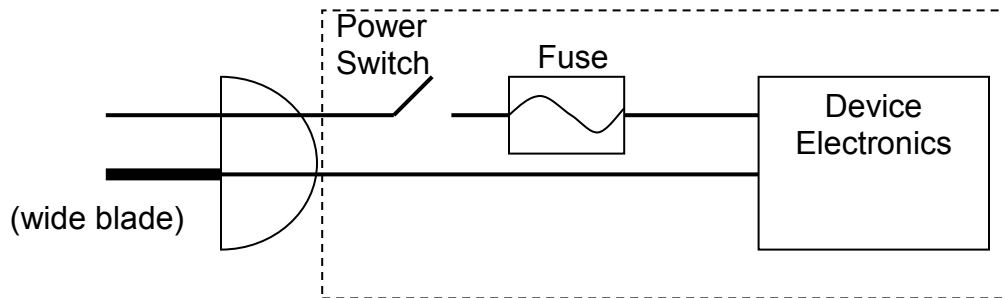 Power
Switch
Fuse
Device
Electronics
(wide blade)